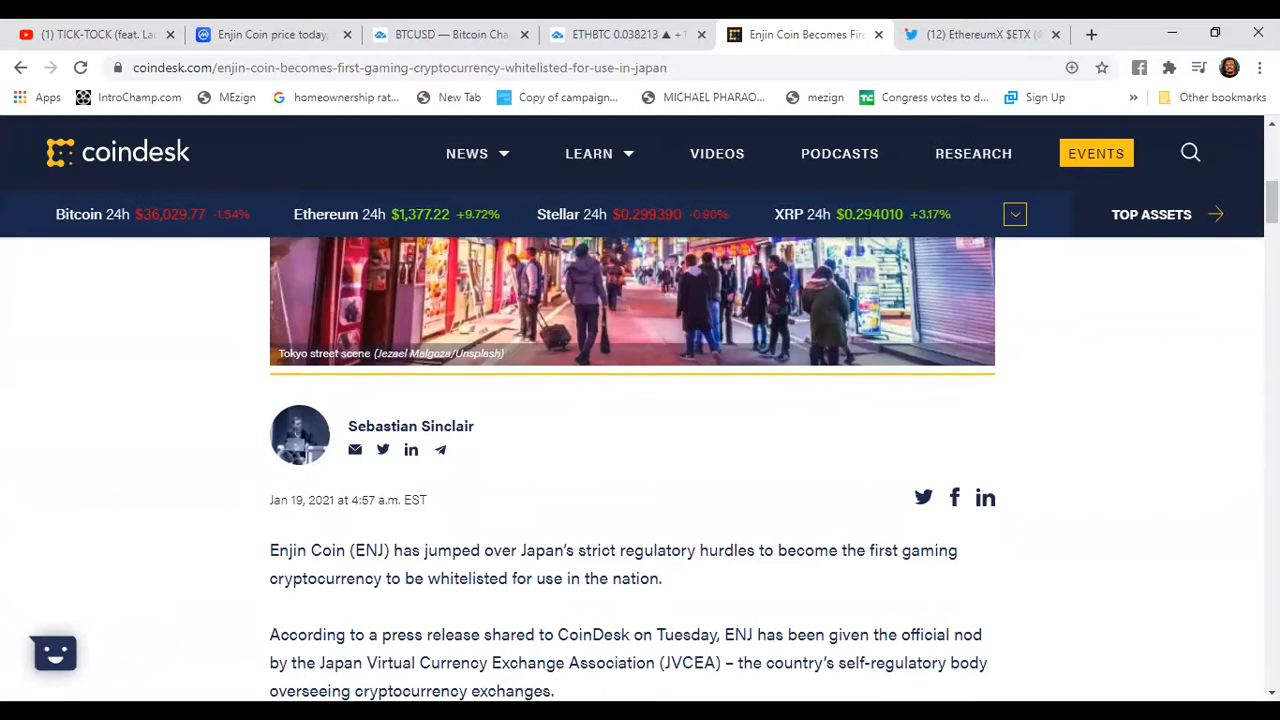 (1) TICK-TOCK (feat. La
Enjin Coin price today,
BTCUSD — Bitcoin Cha
ETHBTC 0.038213 ▲ +1
Enjin Coin Becomes Firs
(12) EthereumX $ETX (@
coindesk.com/enjin-coin-becomes-first-gaming-cryptocurrency-whitelisted-for-use-in-japan
Apps IntroChamp.com MEzign homeownership rat... New Tab Copy of campaign... MICHAEL PHARAO... mezign Congress votes to d... Sign Up » Other bookmarks
coindesk NEWS LEARN VIDEOS PODCASTS RESEARCH EVENTS
Bitcoin 24h $36,029.77 -1.54% Ethereum 24h $1,377.22 +9.72% Stellar 24h $0.299390 -0.90% XRP 24h $0.294010 +3.17% TOP ASSETS
Tokyo street scene (Jezael Melgoza/Unsplash)
Sebastian Sinclair
Jan 19, 2021 at 4:57 a.m. EST
Enjin Coin (ENJ) has jumped over Japan's strict regulatory hurdles to become the first gaming
cryptocurrency to be whitelisted for use in the nation.
According to a press release shared to CoinDesk on Tuesday, ENJ has been given the official nod
by the Japan Virtual Currency Exchange Association (JVCEA) – the country's self-regulatory body
overseeing cryptocurrency exchanges.